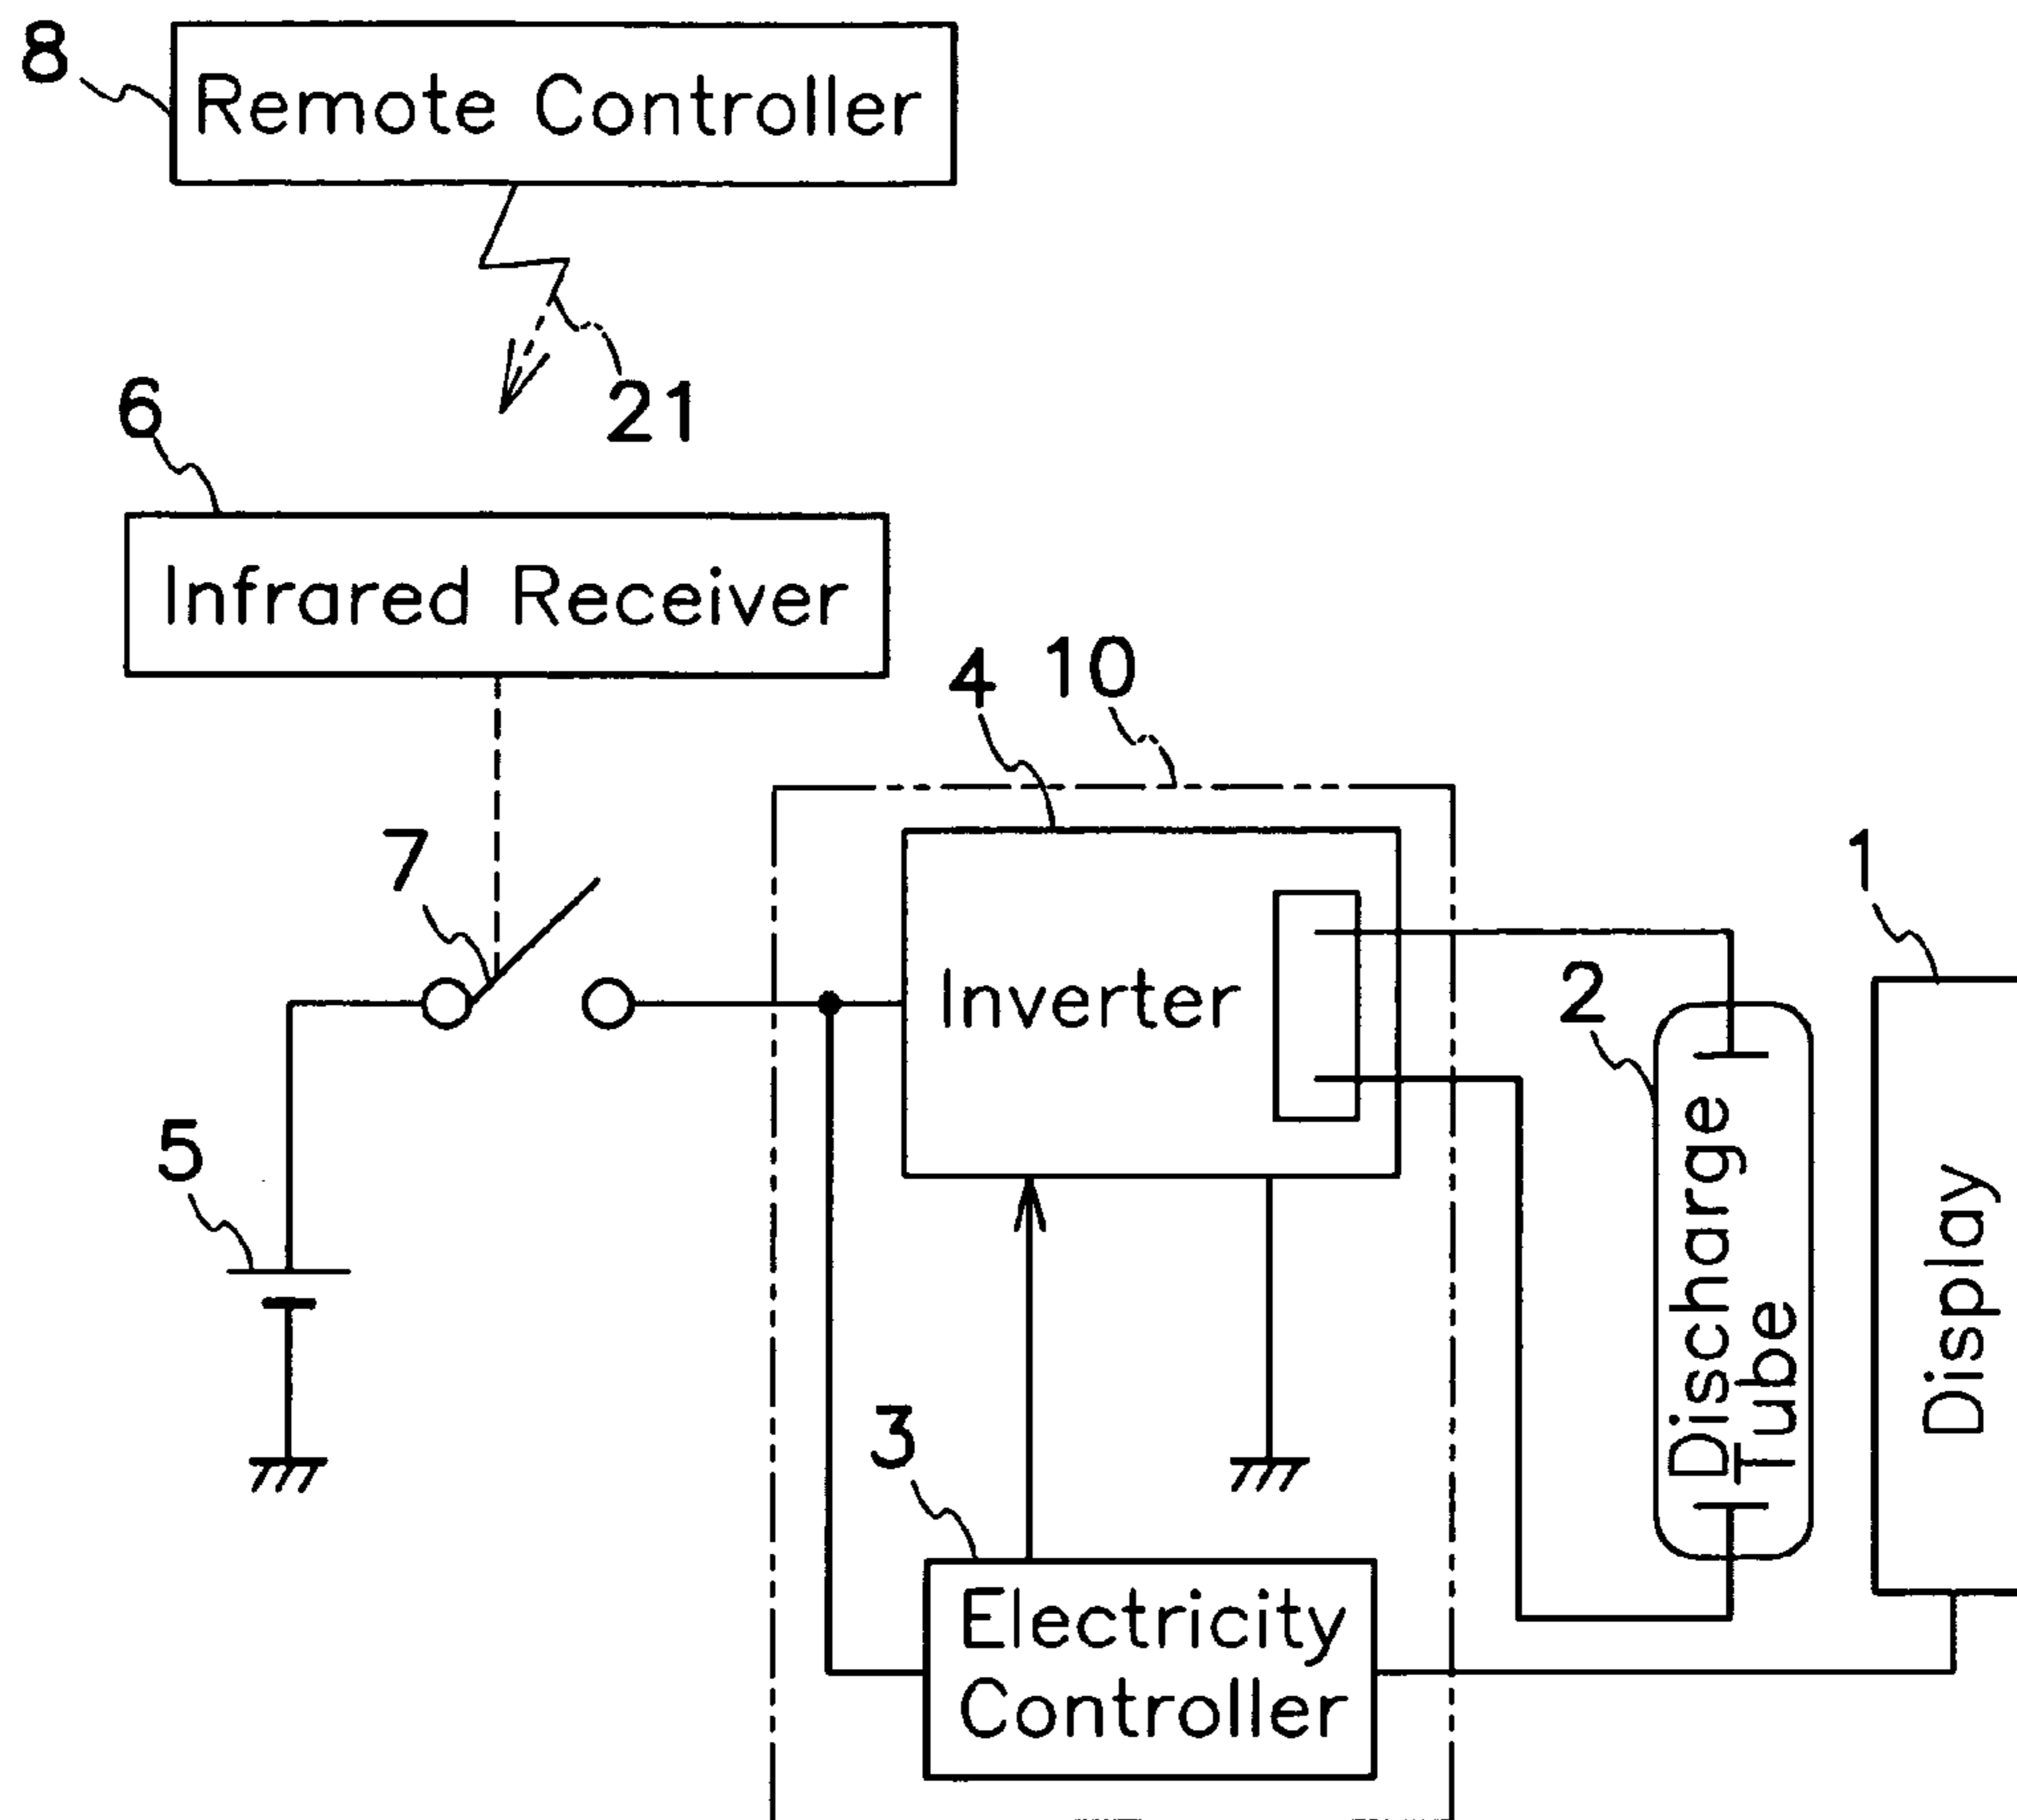 8
Remote Controller
21
6
Infrared Receiver
4
10
7
1
Inverter
2
5
Discharge
Tube
Display
3
Electricity
Controller